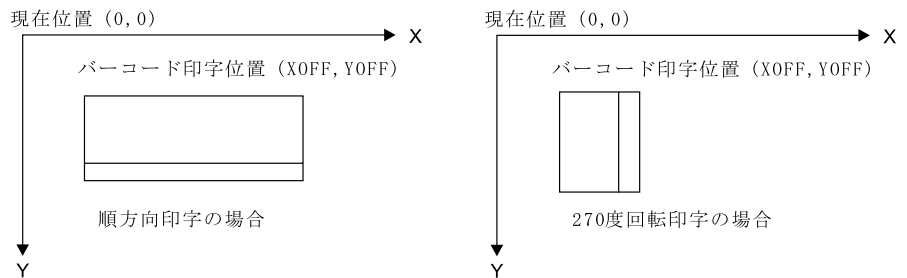 現在位置 (0,0)
X
バーコード印字位置 (XOFF,YOFF)
順方向印字の場合
Y
現在位置 (0,0)
X
バーコード印字位置 (XOFF,YOFF)
270度回転印字の場合
Y